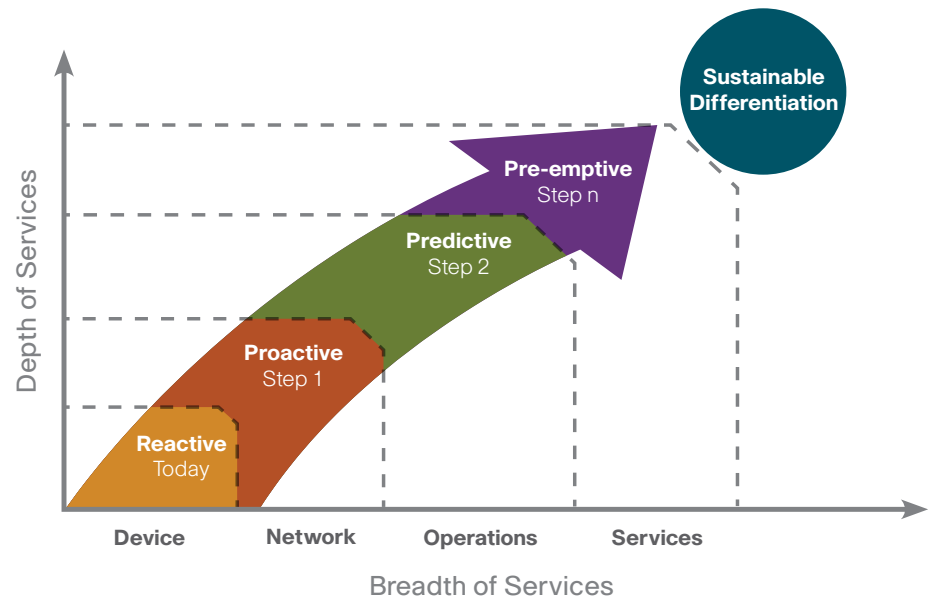 Sustainable
Differentiation
Pre-emptive
Step n
Predictive
Step 2
Proactive
Step 1
Reactive
Today
Depth of Services
Device
Network
Operations
Services
Breadth of Services